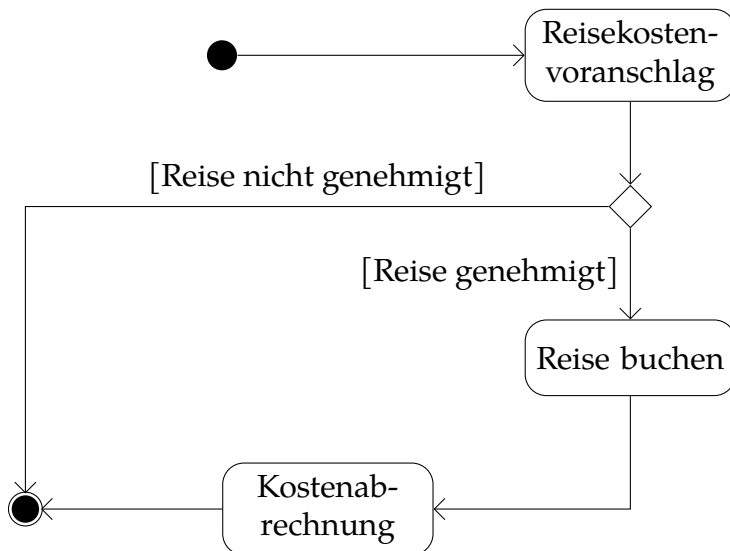 Reisekosten-
voranschlag
[Reise nicht genehmigt]
[Reise genehmigt]
Reise buchen
Kostenab-
rechnung